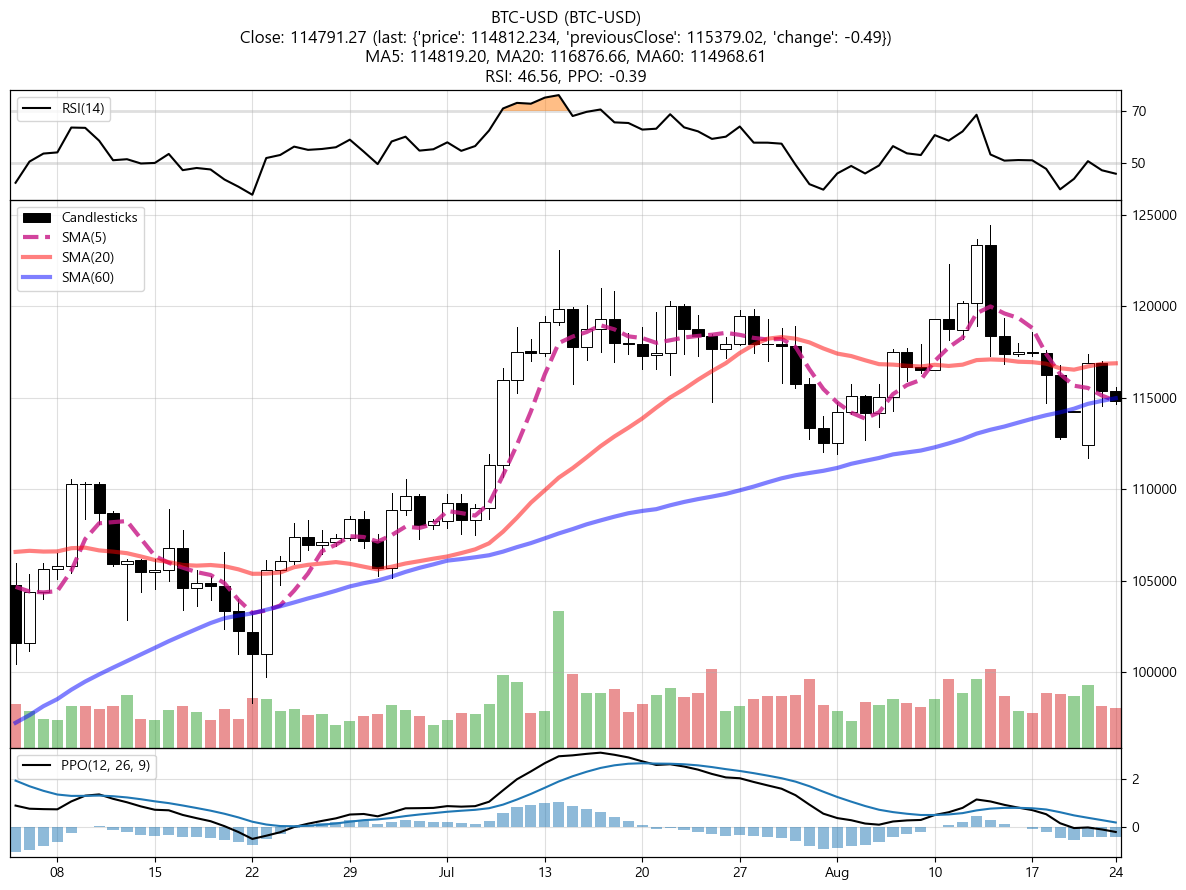 BTC-USD (BTC-USD)
Close: 114791.27 (last: {'price': 114812.234, 'previousClose': 115379.02, 'change': -0.49})
MA5: 114819.20, MA20: 116876.66, MA60: 114968.61
RSI: 46.56, PPO: -0.39
RSI(14)
70
50
Candlesticks
SMA(5)
SMA(20)
SMA(60)
125000
120000
115000
110000
105000
100000
PPO(12, 26, 9)
2
0
08 15 22 29 Jul 13 20 27 Aug 10 17 24